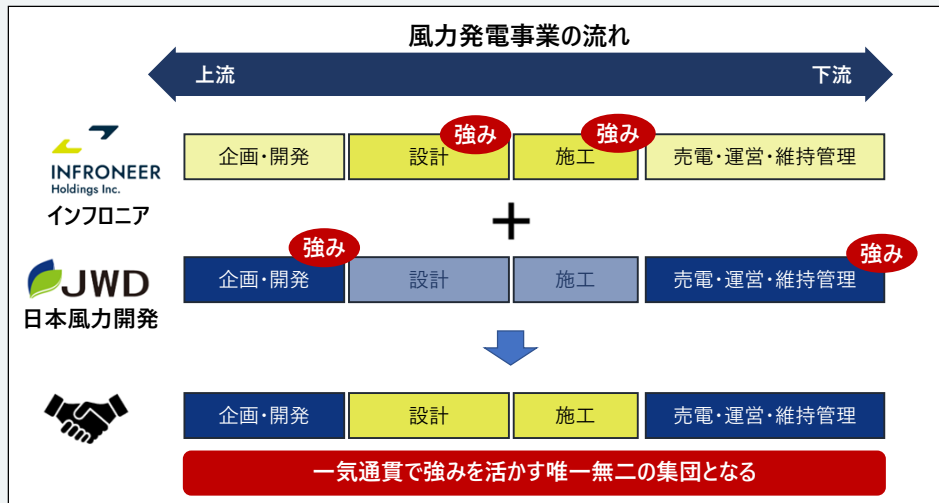 風力発電事業の流れ
上流 下流
強み 強み
企画・開発 設計 施工 売電・運営・維持管理
INFRONEER
Holdings Inc.
インフロニア
+
強み 強み
企画・開発 設計 施工 売電・運営・維持管理
JWD
日本風力開発
企画・開発 設計 施工 売電・運営・維持管理
一気通貫で強みを活かす唯一無二の集団となる